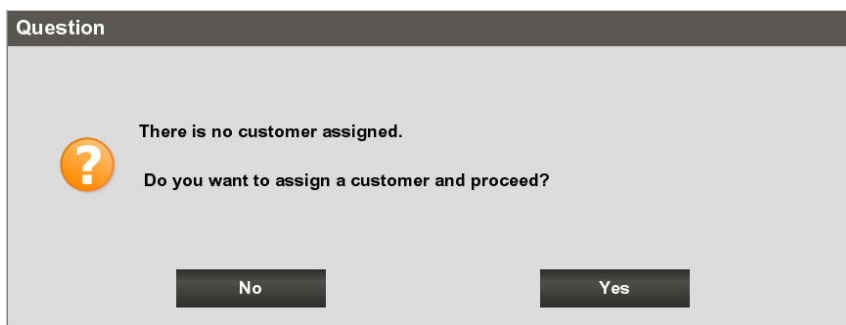 Question
There is no customer assigned.
Do you want to assign a customer and proceed?
No Yes